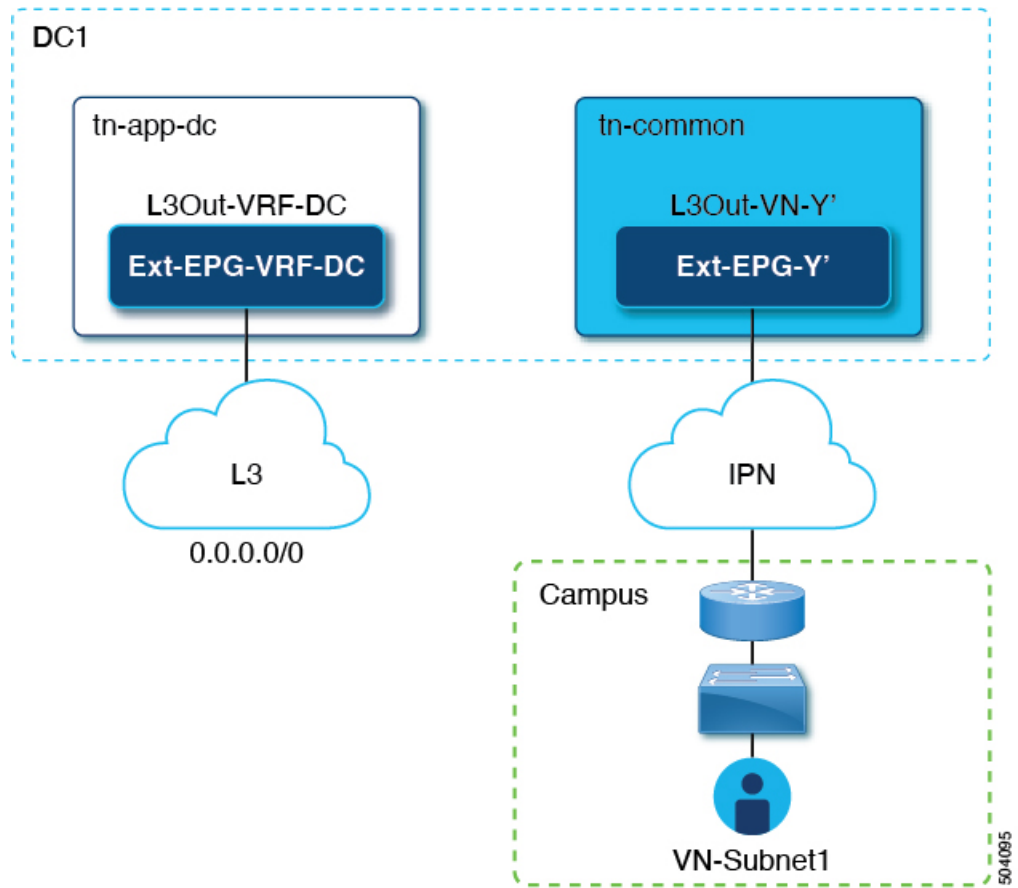 DC1
tn-app-dc
L3Out-VRF-DC
Ext-EPG-VRF-DC
tn-common
L3Out-VN-Y’
Ext-EPG-Y’
L3
0.0.0.0/0
IPN
Campus
VN-Subnet1
504095